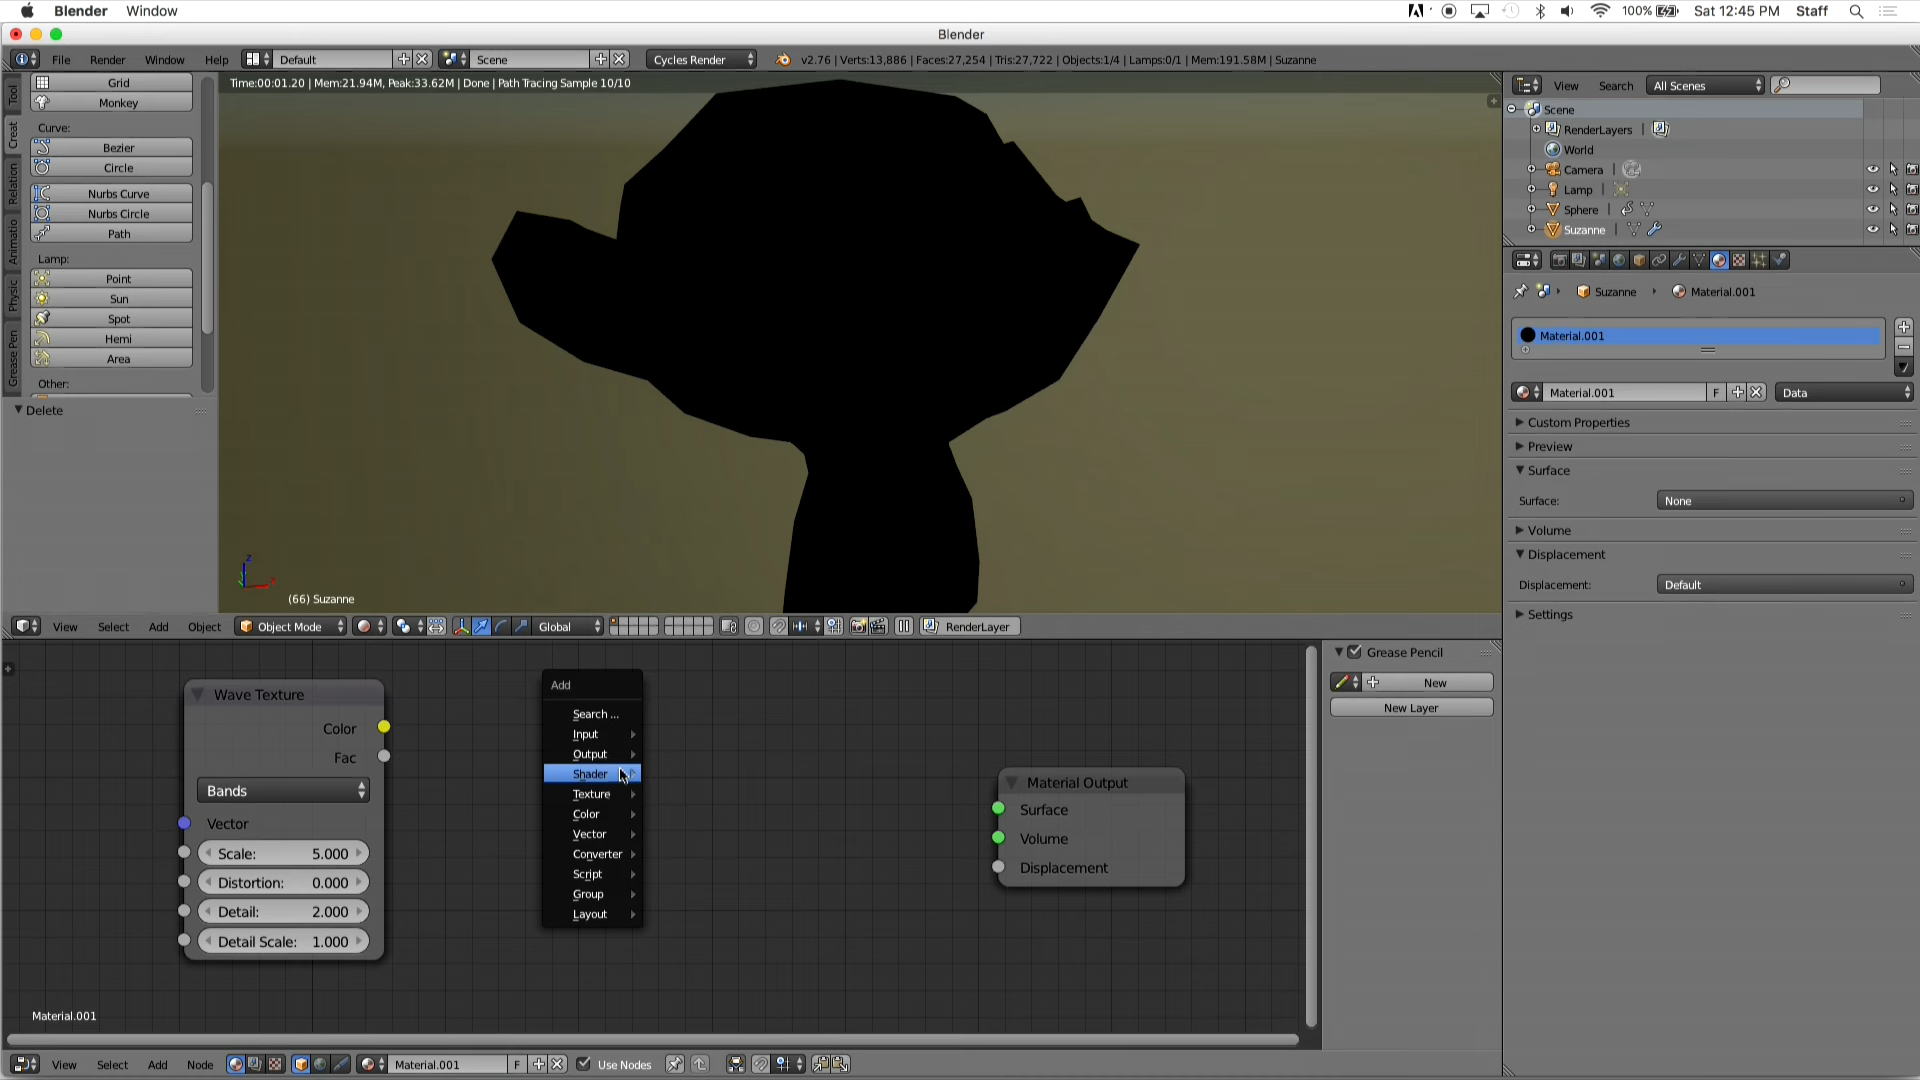 Blender Window 100% Sat 12:45 PM Staff
Blender
File Render Window Help Default Scene Cycles Render v2.76 | Verts:13,886 | Faces:27,254 | Tris:27,722 | Objects:1/4 | Lamps:0/1 | Mem:191.58M | Suzanne
Time:00:01.20 | Mem:21.94M, Peak:33.62M | Done | Path Tracing Sample 10/10
Tool
Creat
Relation
Animatio
Physic
Grease Pen
Grid
Monkey
Curve:
Bezier
Circle
Nurbs Curve
Nurbs Circle
Path
Lamp:
Point
Sun
Spot
Hemi
Area
Other:
Delete
z
(66) Suzanne
View Search All Scenes
Scene
RenderLayers |
World
Camera |
Lamp |
Sphere |
Suzanne |
Suzanne Material.001
Material.001
Material.001 F Data
Custom Properties
Preview
Surface
Surface: None
Volume
Displacement
Displacement: Default
Settings
View Select Add Object Object Mode Global RenderLayer
Wave Texture
Color
Fac
Bands
Vector
Scale: 5.000
Distortion: 0.000
Detail: 2.000
Detail Scale: 1.000
Add
Search ...
Input
Output
Shader
Texture
Color
Vector
Converter
Script
Group
Layout
Material Output
Surface
Volume
Displacement
Grease Pencil
New
New Layer
Material.001
View Select Add Node Material.001 F Use Nodes